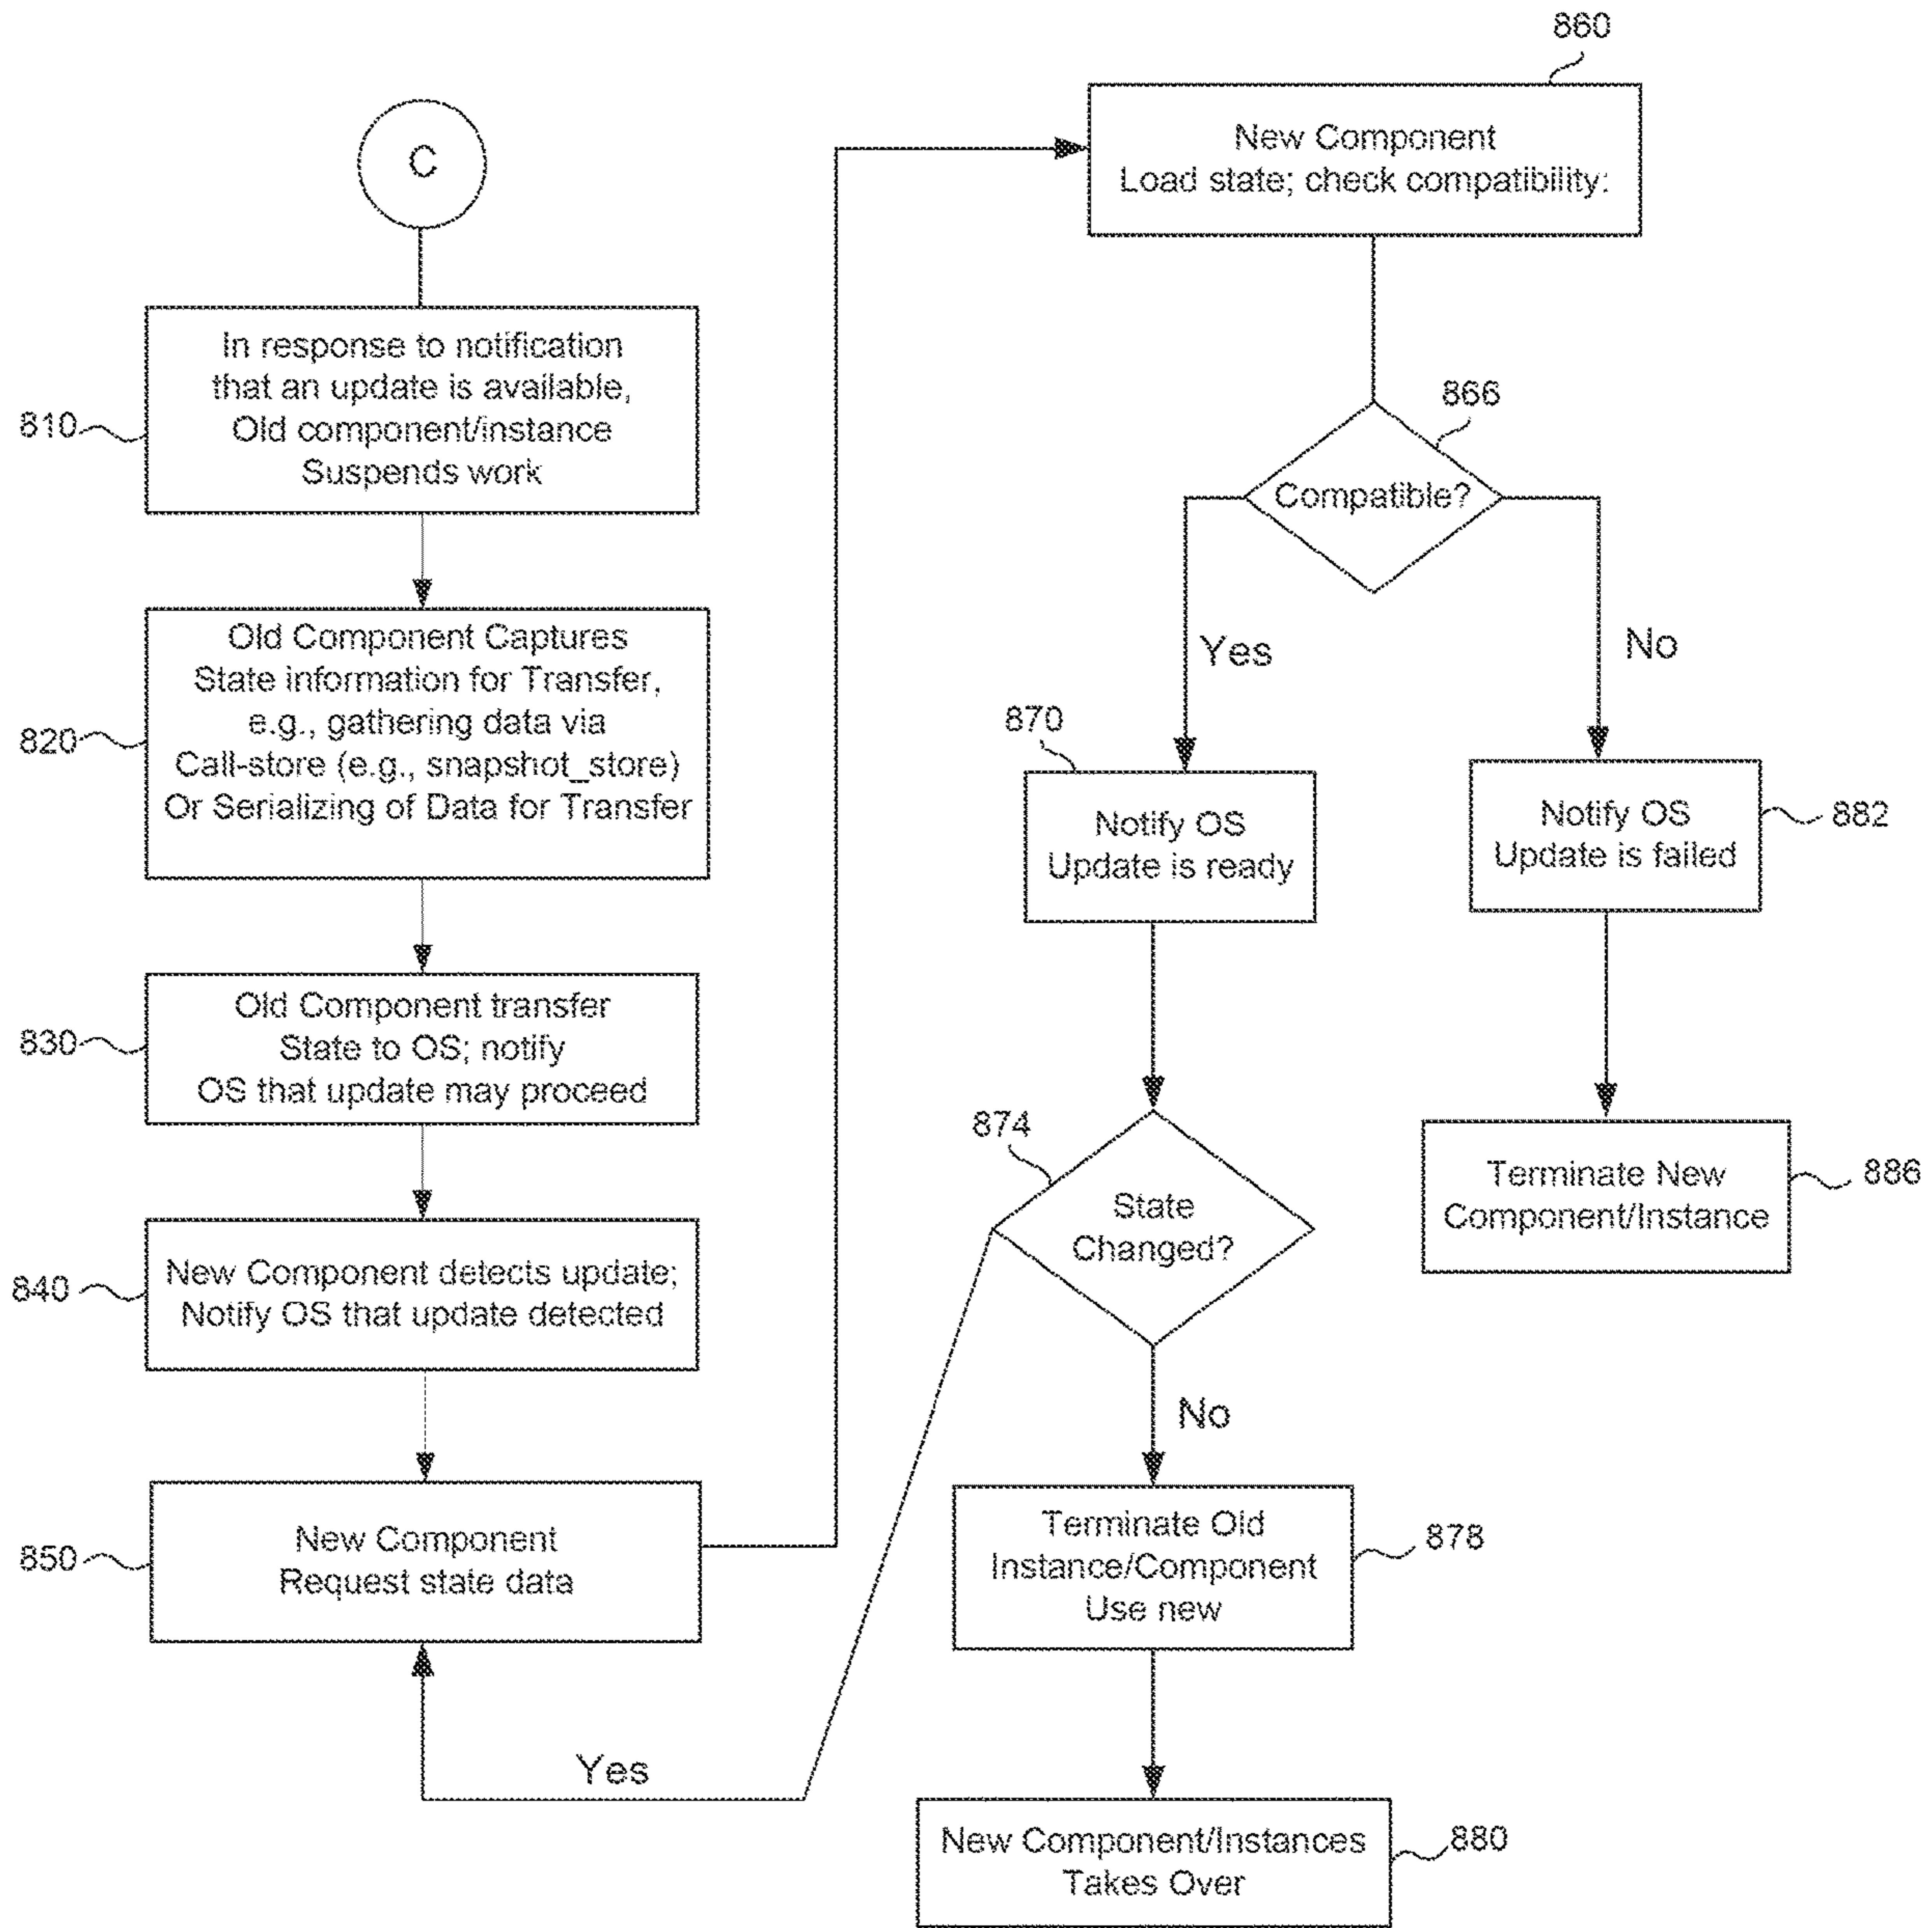 C
810
In response to notification
that an update is available,
Old component/instance
Suspends work
820
Old Component Captures
State information for Transfer,
e.g., gathering data via
Call-store (e.g., snapshot_store)
Or Serializing of Data for Transfer
830
Old Component transfer
State to OS; notify
OS that update may proceed
840
New Component detects update;
Notify OS that update detected
850
New Component
Request state data
860
New Component
Load state; check compatibility:
866
Compatible?
Yes
No
870
Notify OS
Update is ready
Notify OS
Update is failed
882
874
State
Changed?
Terminate New
Component/Instance
886
No
Yes
Terminate Old
Instance/Component
Use new
878
New Component/Instances
Takes Over
880